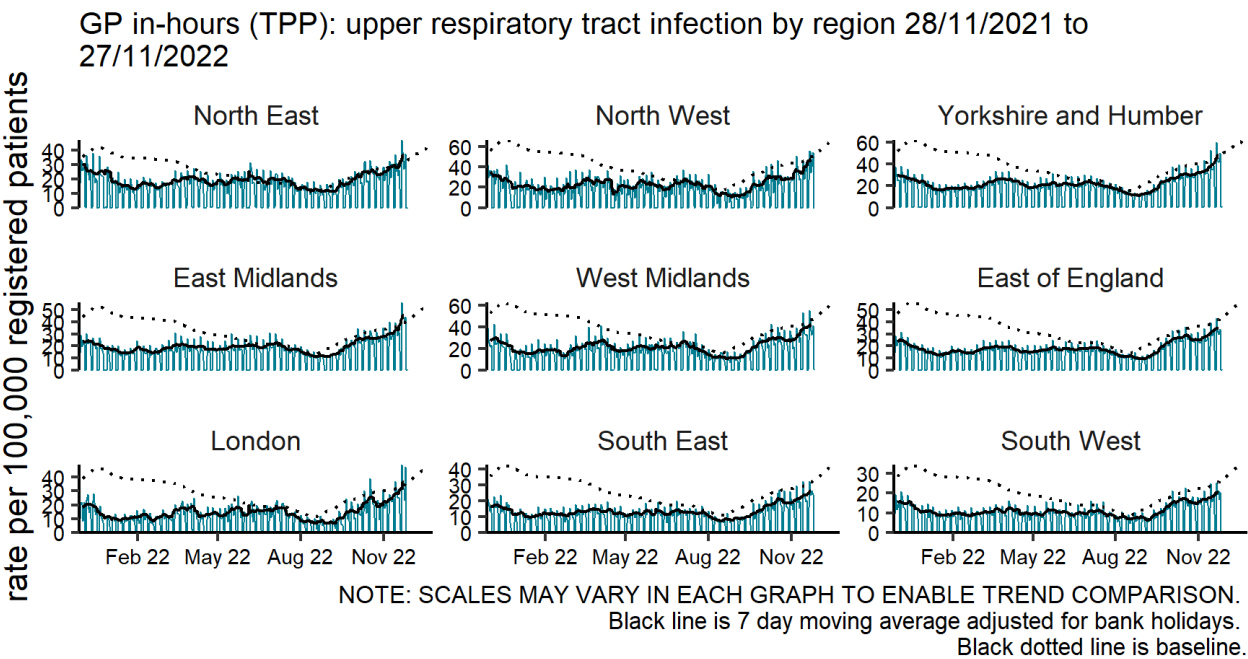 GP in-hours (TPP): upper respiratory tract infection by region 28/11/2021 to
27/11/2022
rate per 100,000 registered patients
North East
North West
Yorkshire and Humber
40
30
20
10
0
60
40
20
0
60
40
20
0
East Midlands
West Midlands
East of England
50
40
30
20
10
0
60
40
20
0
50
40
30
20
10
0
London
South East
South West
40
30
20
10
0
40
30
20
10
0
30
20
10
0
Feb 22 May 22 Aug 22 Nov 22
Feb 22 May 22 Aug 22 Nov 22
Feb 22 May 22 Aug 22 Nov 22
NOTE: SCALES MAY VARY IN EACH GRAPH TO ENABLE TREND COMPARISON.
Black line is 7 day moving average adjusted for bank holidays.
Black dotted line is baseline.